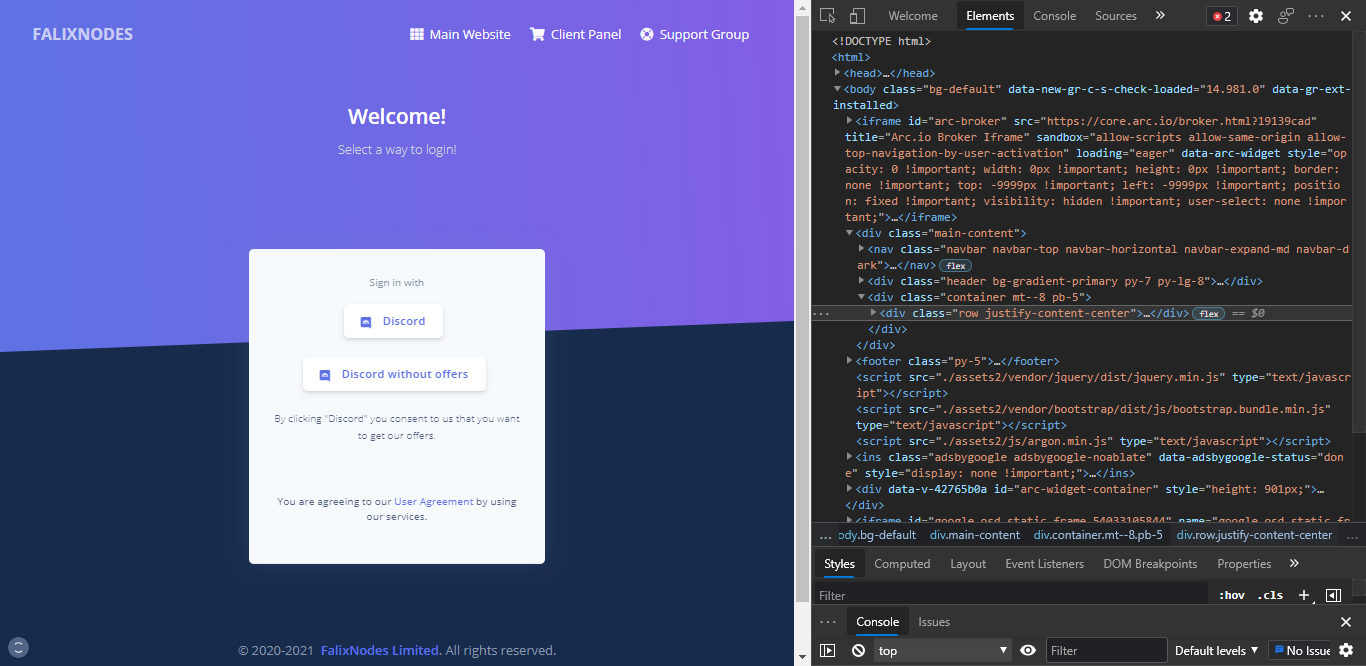 FALIXNODES
Main Website
Client Panel
Support Group
Welcome!
Select a way to login!
Sign in with
Discord
Discord without offers
By clicking "Discord" you consent to us that you want
to get our offers.
You are agreeing to our User Agreement by using
our services.
© 2020-2021 FalixNodes Limited. All rights reserved.
Welcome
Elements
Console
Sources
2
<!DOCTYPE html>
<html>
<head>…</head>
<body class="bg-default" data-new-gr-c-s-check-loaded="14.981.0" data-gr-ext-
installed>
<iframe id="arc-broker" src="https://core.arc.io/broker.html?19139cad"
title="Arc.io Broker Iframe" sandbox="allow-scripts allow-same-origin allow-
top-navigation-by-user-activation" loading="eager" data-arc-widget style="op
acity: 0 !important; width: 0px !important; height: 0px !important; border:
none !important; top: -9999px !important; left: -9999px !important; positio
n: fixed !important; visibility: hidden !important; user-select: none !impor
tant;">…</iframe>
<div class="main-content">
<nav class="navbar navbar-top navbar-horizontal navbar-expand-md navbar-d
ark">…</nav> flex
<div class="header bg-gradient-primary py-7 py-lg-8">…</div>
<div class="container mt--8 pb-5">
… <div class="row justify-content-center">…</div> flex == $0
</div>
</div>
<footer class="py-5">…</footer>
<script src="./assets2/vendor/jquery/dist/jquery.min.js" type="text/javascr
ipt"></script>
<script src="./assets2/vendor/bootstrap/dist/js/bootstrap.bundle.min.js"
type="text/javascript"></script>
<script src="./assets2/js/argon.min.js" type="text/javascript"></script>
<ins class="adsbygoogle adsbygoogle-noablate" data-adsbygoogle-status="don
e" style="display: none !important;">…</ins>
<div data-v-42765b0a id="arc-widget-container" style="height: 901px;">…
</div>
<iframe id="google_osd_static_frame_54033105844" name="google_osd_static_fr
… ody.bg-default div.main-content div.container.mt--8.pb-5 div.row.justify-content-center …
Styles Computed Layout Event Listeners DOM Breakpoints Properties
Filter :hov .cls +
Console Issues
top Filter Default levels No Issue